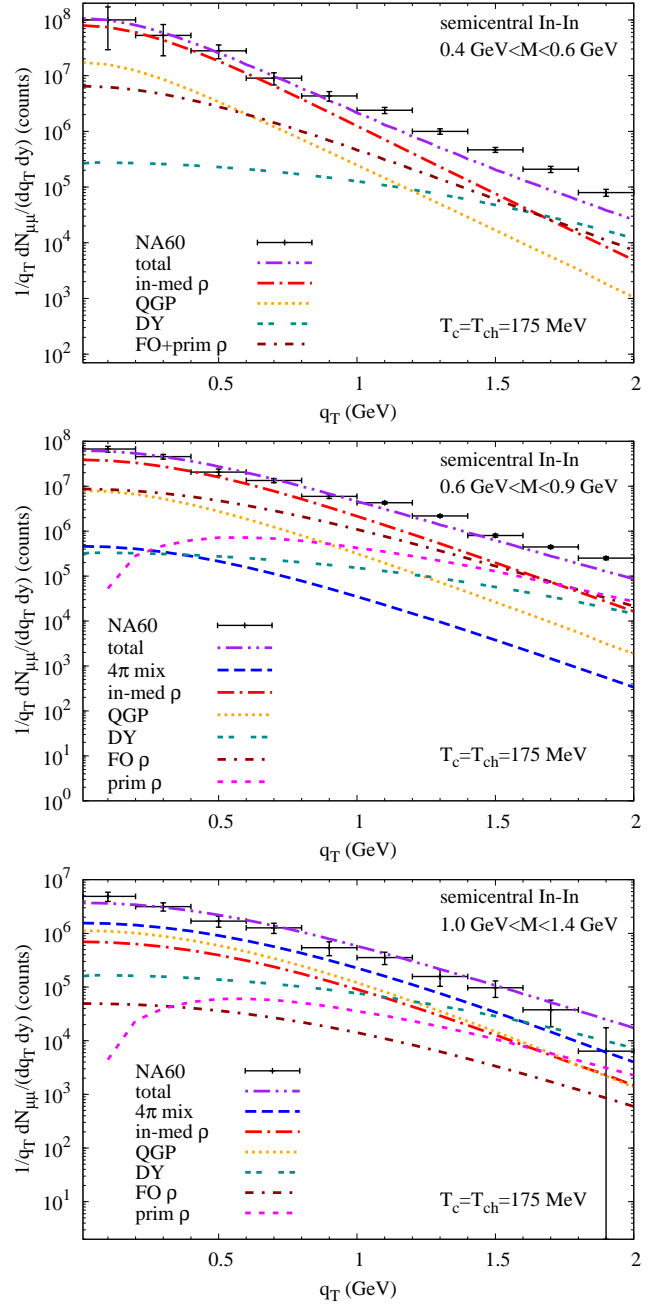 semicentral In-In
0.4 GeV<M<0.6 GeV
1/q_T dN_μμ/(dq_T dy) (counts)
10^8
10^7
10^6
10^5
10^4
10^3
10^2
NA60
total
in-med ρ
QGP
DY
FO+prim ρ
T_c=T_ch=175 MeV
0.5 1 1.5 2
q_T (GeV)
semicentral In-In
0.6 GeV<M<0.9 GeV
1/q_T dN_μμ/(dq_T dy) (counts)
10^8
10^7
10^6
10^5
10^4
10^3
10^2
10^1
10^0
NA60
total
4π mix
in-med ρ
QGP
DY
FO ρ
prim ρ
T_c=T_ch=175 MeV
0.5 1 1.5 2
q_T (GeV)
semicentral In-In
1.0 GeV<M<1.4 GeV
1/q_T dN_μμ/(dq_T dy) (counts)
10^7
10^6
10^5
10^4
10^3
10^2
10^1
NA60
total
4π mix
in-med ρ
QGP
DY
FO ρ
prim ρ
T_c=T_ch=175 MeV
0.5 1 1.5 2
q_T (GeV)